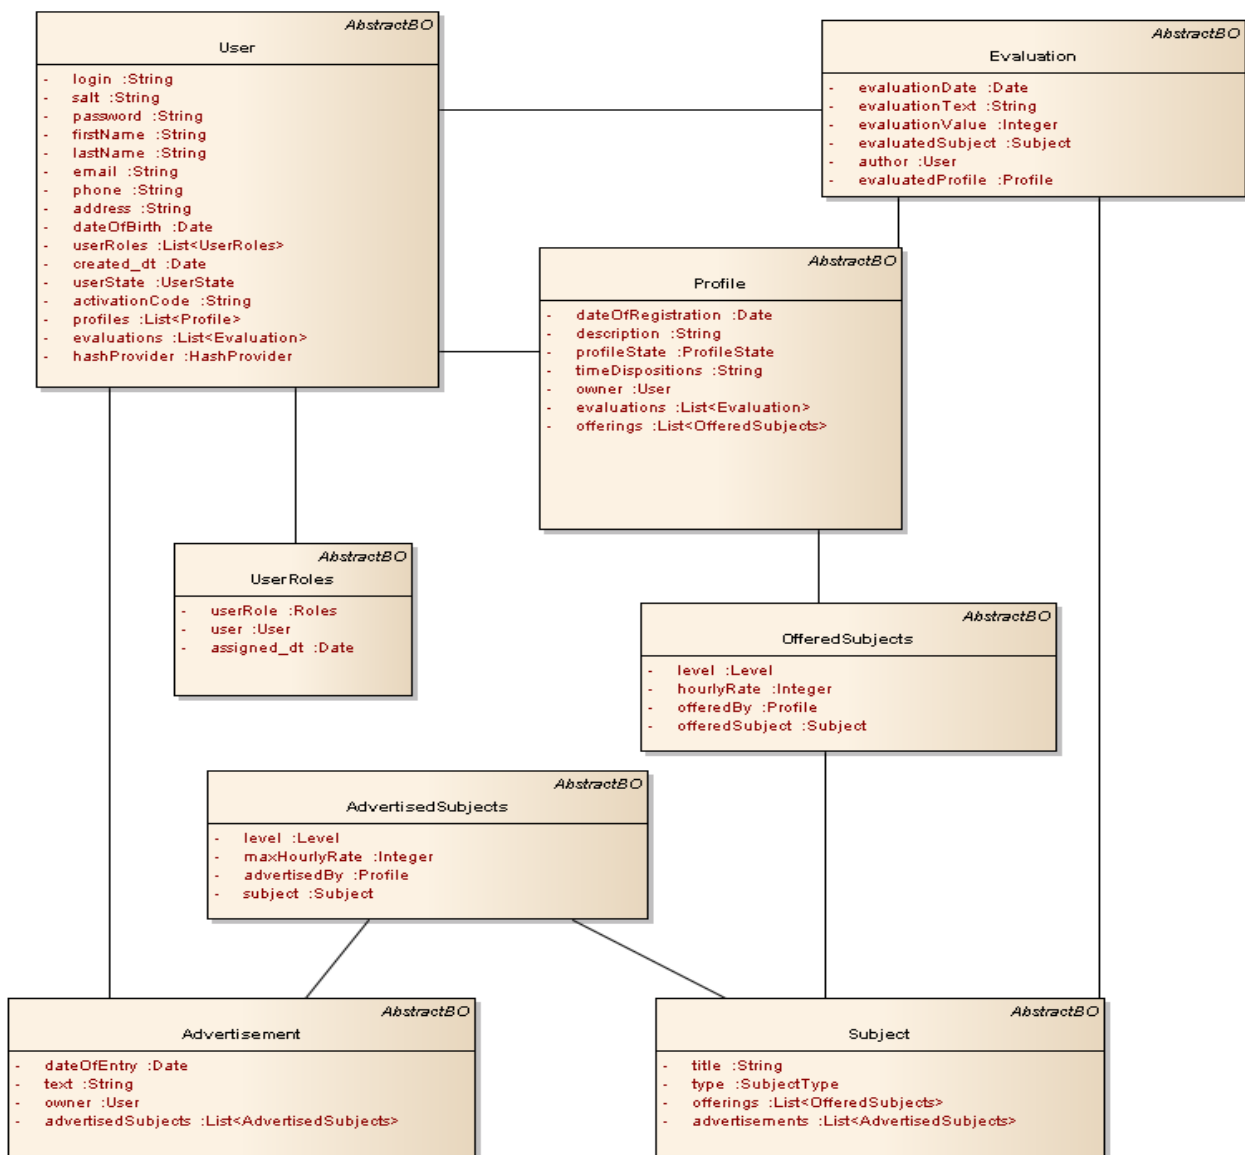 AbstractBO
User
- login :String
- salt :String
- password :String
- firstName :String
- lastName :String
- email :String
- phone :String
- address :String
- dateOfBirth :Date
- userRoles :List<UserRoles>
- created_dt :Date
- userState :UserState
- activationCode :String
- profiles :List<Profile>
- evaluations :List<Evaluation>
- hashProvider :HashProvider
AbstractBO
Evaluation
- evaluationDate :Date
- evaluationText :String
- evaluationValue :Integer
- evaluatedSubject :Subject
- author :User
- evaluatedProfile :Profile
AbstractBO
Profile
- dateOfRegistration :Date
- description :String
- profileState :ProfileState
- timeDispositions :String
- owner :User
- evaluations :List<Evaluation>
- offerings :List<OfferedSubjects>
AbstractBO
UserRoles
- userRole :Roles
- user :User
- assigned_dt :Date
AbstractBO
OfferedSubjects
- level :Level
- hourlyRate :Integer
- offeredBy :Profile
- offeredSubject :Subject
AbstractBO
AdvertisedSubjects
- level :Level
- maxHourlyRate :Integer
- advertisedBy :Profile
- subject :Subject
AbstractBO
Advertisement
- dateOfEntry :Date
- text :String
- owner :User
- advertisedSubjects :List<AdvertisedSubjects>
AbstractBO
Subject
- title :String
- type :SubjectType
- offerings :List<OfferedSubjects>
- advertisements :List<AdvertisedSubjects>